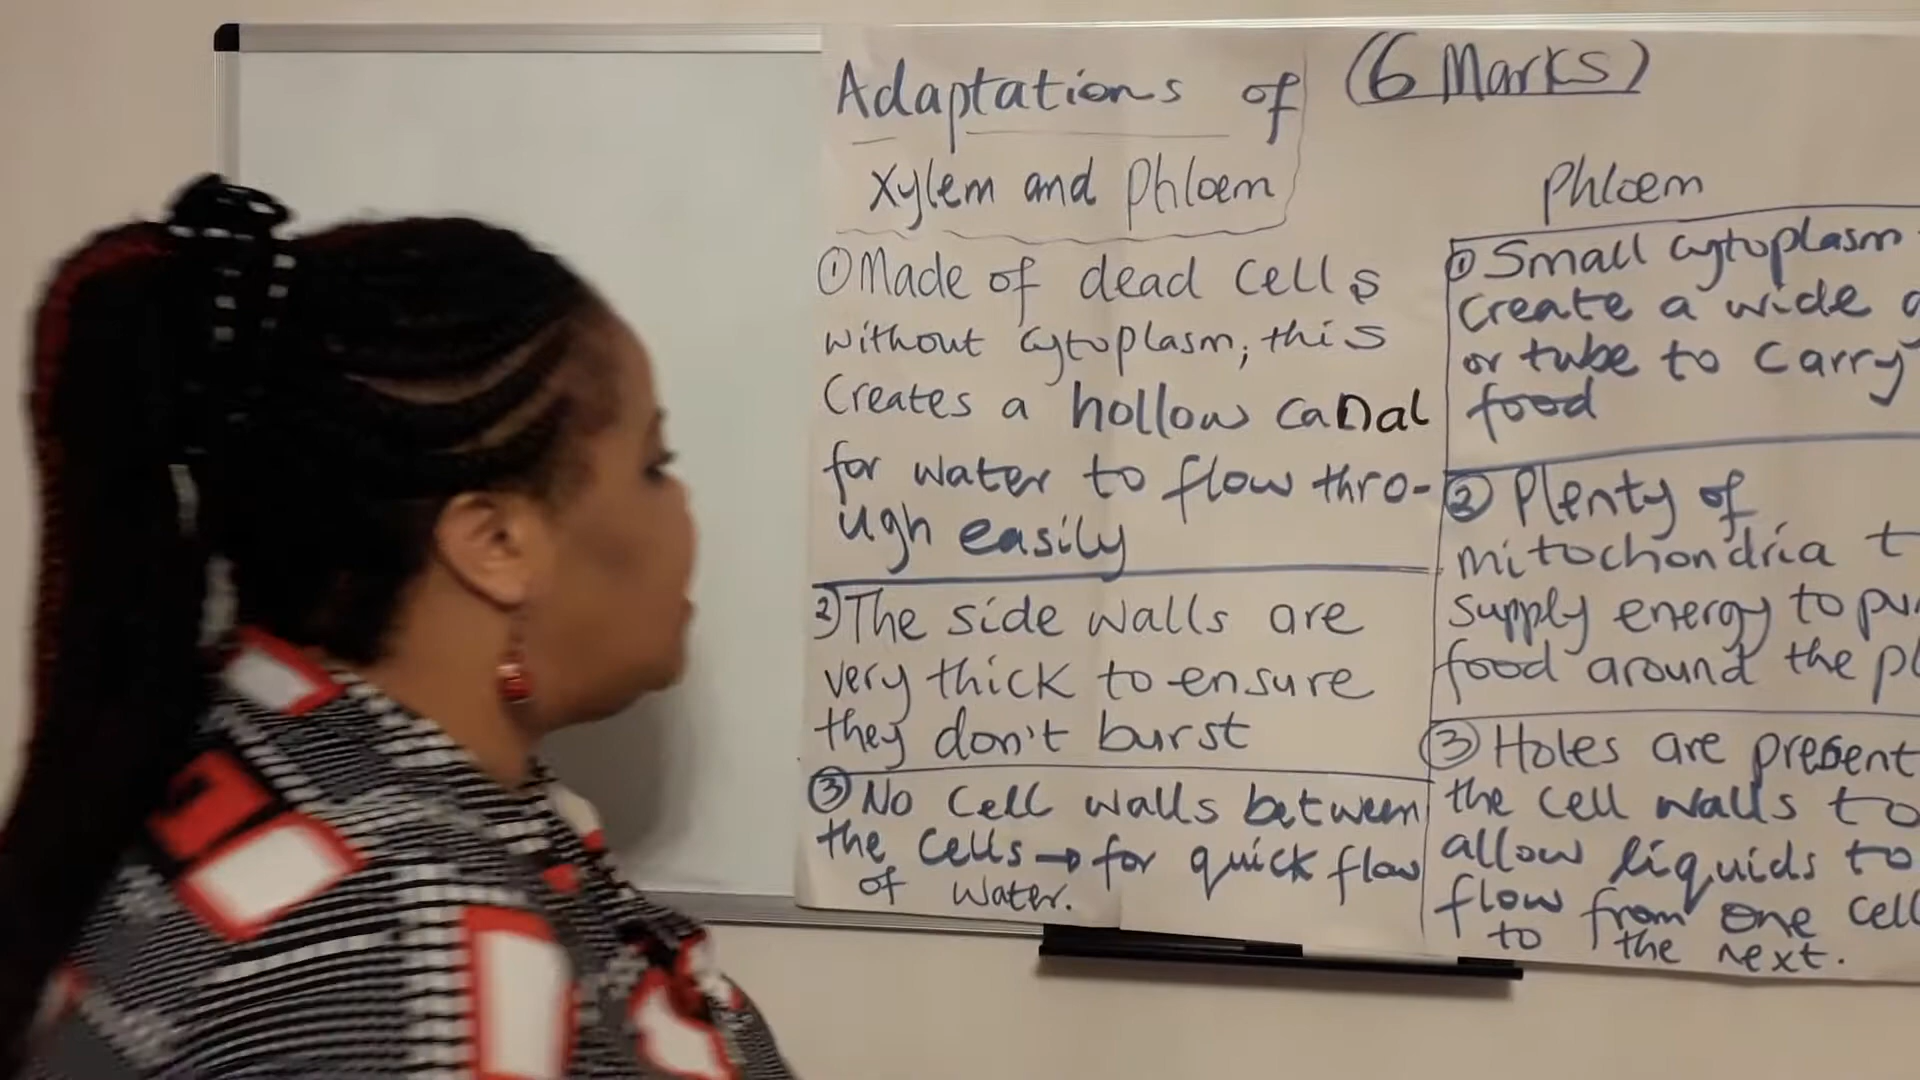 Adaptations of (6 Marks)
Xylem and Phloem
① Made of dead cells
without cytoplasm; this
Creates a hollow canal
for water to flow thro-
ugh easily
2) The side walls are
very thick to ensure
they don't burst
③ No cell walls between
the cells → for quick flow
of water.
Phloem
① Small cytoplasm
create a wide
or tube to carry
food
② Plenty of
mitochondria
supply energy to
food around the
③ Holes are present
the cell walls to
allow liquids to
flow from one cell
to the next.